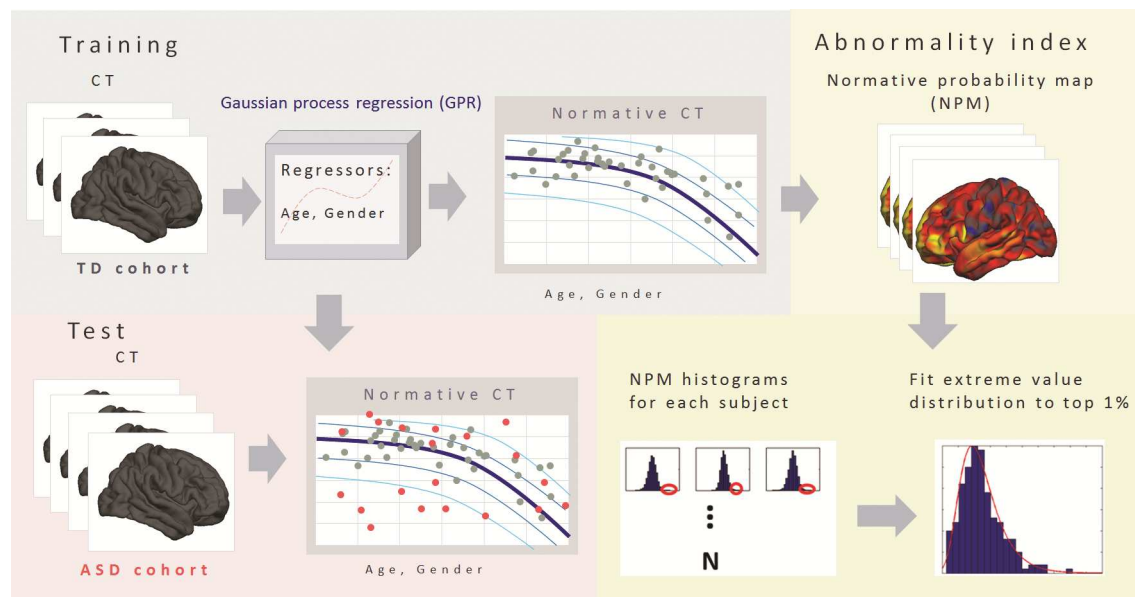 Training
CT
TD cohort
Gaussian process regression (GPR)
Regressors:
Age, Gender
Normative CT
Age, Gender
Abnormality index
Normative probability map
(NPM)
Test
CT
ASD cohort
Normative CT
Age, Gender
NPM histograms
for each subject
N
Fit extreme value
distribution to top 1%